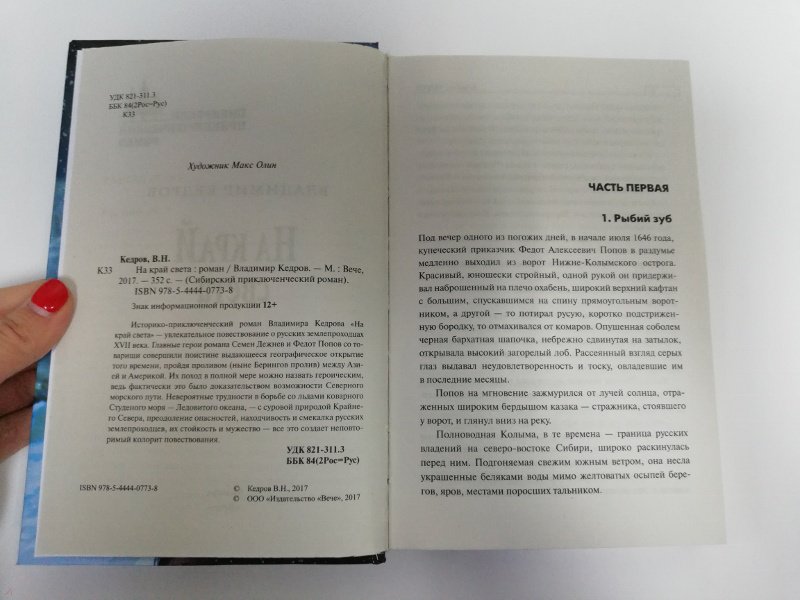 УДК 821-311.3
ББК 84(2Рос=Рус)
К33
Художник Макс Олин
Кедров, В.Н.
К33 На край света : роман / Владимир Кедров. — М. : Вече,
2017. — 352 с. — (Сибирский приключенческий роман).
ISBN 978-5-4444-0773-8
Знак информационной продукции 12+
Историко-приключенческий роман Владимира Кедрова «На
край света» — увлекательное повествование о русских землепроходцах
XVII века. Главные герои романа Семен Дежнев и Федот Попов со то-
варищи совершили поистине выдающееся географическое открытие
того времени, пройдя проливом (ныне Берингов пролив) между Ази-
ей и Америкой. Их поход в полной мере можно назвать героическим,
ведь фактически это было доказательством возможности Северного
морского пути. Невероятные трудности в борьбе со льдами коварного
Студеного моря — Ледовитого океана, — с суровой природой Крайне-
го Севера, преодоление опасностей, находчивость и смекалка русских
землепроходцев, их стойкость и мужество — все это создает неповто-
римый колорит повествования.
УДК 821-311.3
ББК 84(2Рос=Рус)
ISBN 978-5-4444-0773-8
© Кедров В.Н., 2017
© ООО «Издательство «Вече», 2017
ВЛАДИМИР КЕДРОВ
НА КРАЙ
ЧАСТЬ ПЕРВАЯ
1. Рыбий зуб
Под вечер одного из погожих дней, в начале июля 1646 года,
купеческий приказчик Федот Алексеевич Попов в раздумье
медленно выходил из ворот Нижне-Колымского острога.
Красивый, юношески стройный, одной рукой он придержи-
вал наброшенный на плечо охабень, широкий верхний кафтан
с большим, спускавшимся на спину прямоугольным ворот-
ником, а другой — то потирал русую, коротко подстрижен-
ную бородку, то отмахивался от комаров. Опушенная соболем
черная бархатная шапочка, небрежно сдвинутая на затылок,
открывала высокий загорелый лоб. Рассеянный взгляд серых
глаз выдавал неудовлетворенность и тоску, овладевшие им
в последние месяцы.
Попов на мгновение зажмурился от лучей солнца, отра-
женных широким бердышом казака — стражника, стоявшего
у ворот, и глянул вниз на реку.
Полноводная Колыма, в те времена — граница русских
владений на северо-востоке Сибири, широко раскинулась
перед ним. Подгоняемая свежим южным ветром, она несла
украшенные беляками воды мимо желтоватых осыпей бере-
гов, яров, местами поросших тальником.